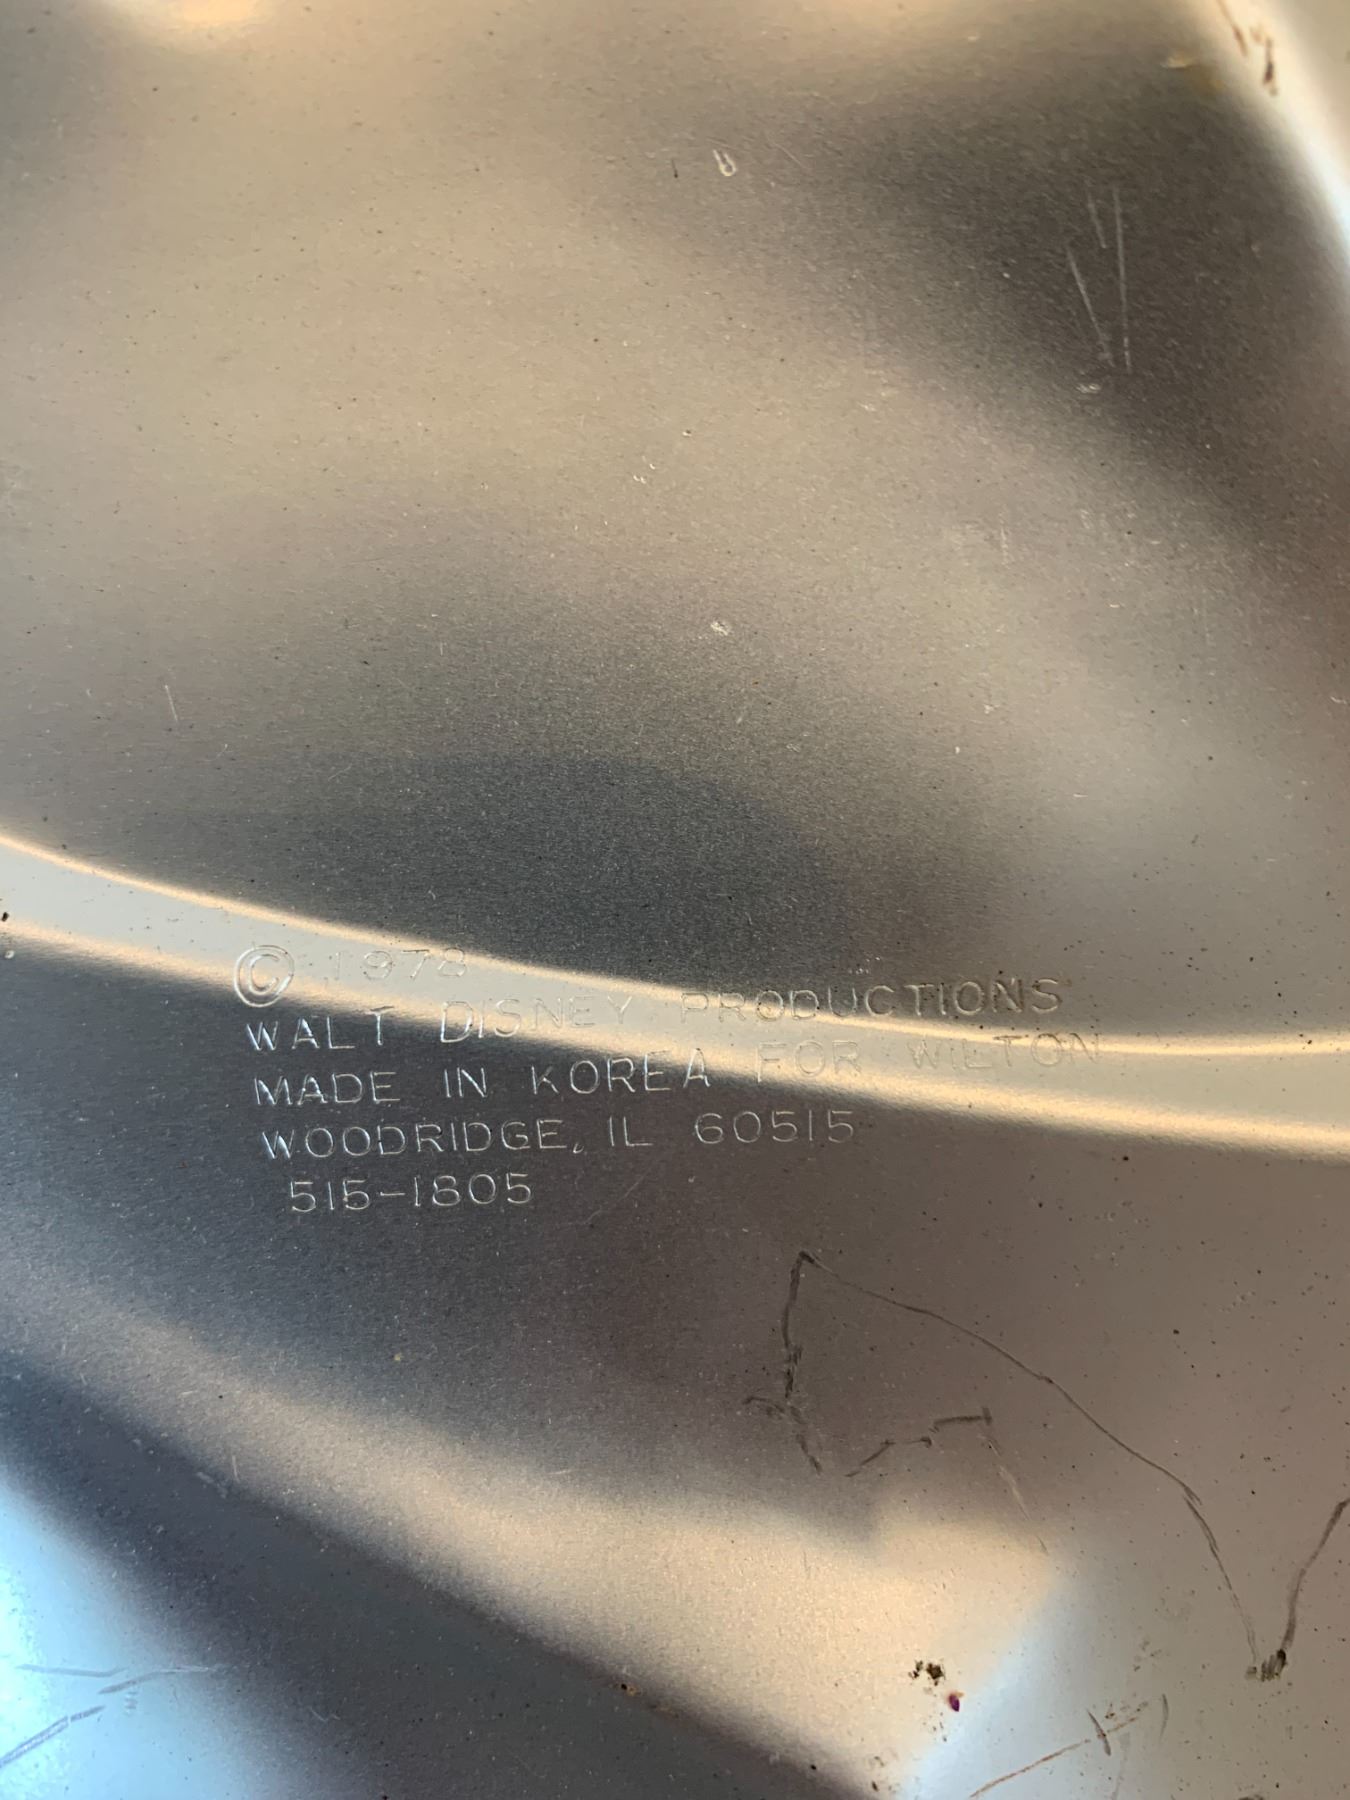 © 1978
WALT DISNEY PRODUCTIONS
MADE IN KOREA FOR WILTON
WOODRIDGE, IL 60515
515-1805